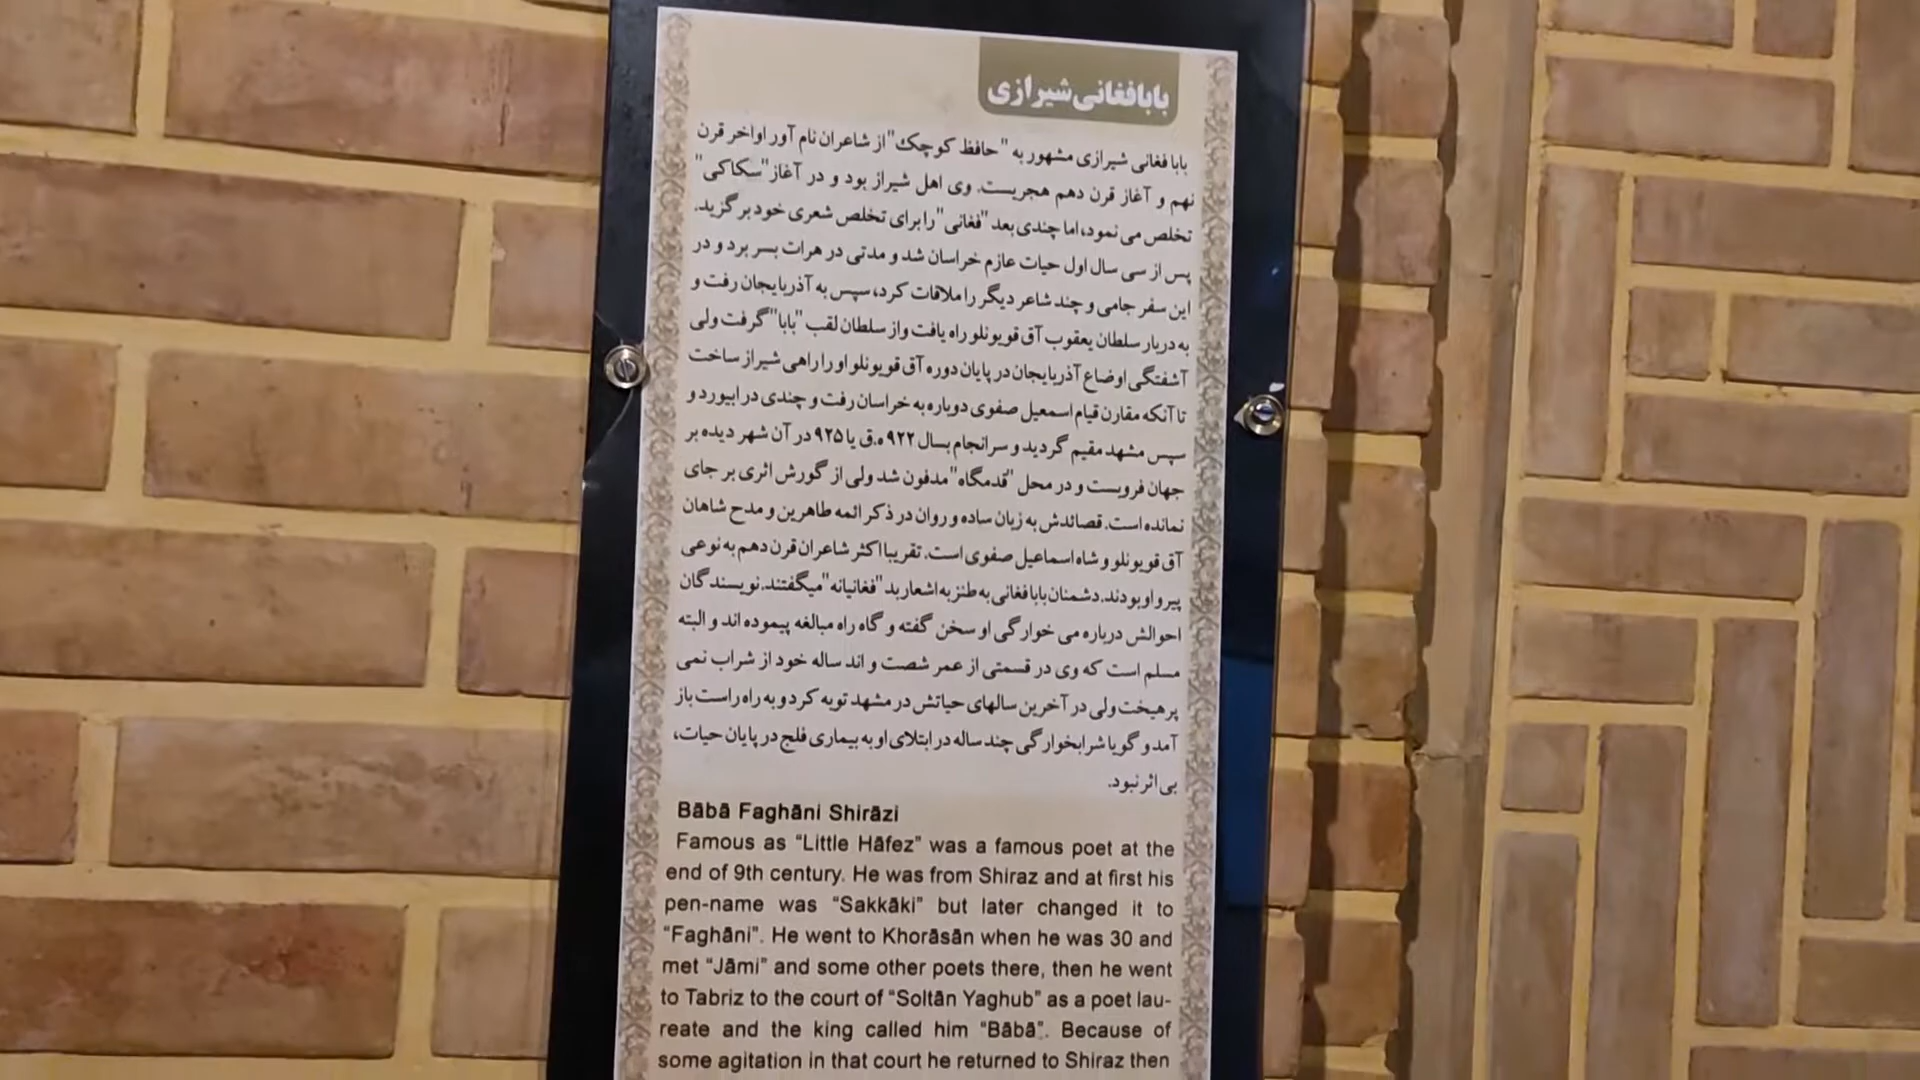 بابافغانی شیرازی
بابا فغانی شیرازی مشهور به "حافظ کوچک" از شاعران نام آور اواخر قرن
نهم و آغاز قرن دهم هجریست. وی اهل شیراز بود و در آغاز "سکاکی"
تخلص می نمود، اما چندی بعد "فغانی" را برای تخلص شعری خود برگزید.
پس از سی سال اول حیات عازم خراسان شد و مدتی در هرات بسر برد و در
این سفر جامی و چند شاعر دیگر را ملاقات کرد، سپس به آذربایجان رفت و
به دربار سلطان یعقوب آق قویونلو راه یافت واز سلطان لقب "بابا" گرفت ولی
آشفتگی اوضاع آذربایجان در پایان دوره آق قویونلو او را راهی شیراز ساخت
تا آنکه مقارن قیام اسمعیل صفوی دوباره به خراسان رفت و چندی در ابیورد و
سپس مشهد مقیم گردید و سرانجام بسال ۹۲۲ ه.ق یا ۹۲۵ در آن شهر دیده بر
جهان فروبست و در محل "قدمگاه" مدفون شد ولی از گورش اثری بر جای
نمانده است. قصائدش به زبان ساده و روان در ذکر ائمه طاهرین و مدح شاهان
آق قویونلو و شاه اسماعیل صفوی است. تقریبا اکثر شاعران قرن دهم به نوعی
پیرو او بودند. دشمنان بابا فغانی به طنز به اشعار بد "فغانیانه" میگفتند. نویسندگان
احوالش درباره می خوارگی او سخن گفته و گاه راه مبالغه پیموده اند و البته
مسلم است که وی در قسمتی از عمر شصت و اند ساله خود از شراب نمی
پرهیخت ولی در آخرین سالهای حیاتش در مشهد توبه کرد و به راه راست باز
آمد و گویا شرابخوارگی چند ساله در ابتلای او به بیماری فلج در پایان حیات،
بی اثر نبود.
Bābā Faghāni Shirāzi
Famous as “Little Hāfez” was a famous poet at the
end of 9th century. He was from Shiraz and at first his
pen-name was “Sakkāki” but later changed it to
“Faghāni”. He went to Khorāsān when he was 30 and
met “Jāmi” and some other poets there, then he went
to Tabriz to the court of “Soltān Yaghub” as a poet lau-
reate and the king called him “Bābā”. Because of
some agitation in that court he returned to Shiraz then